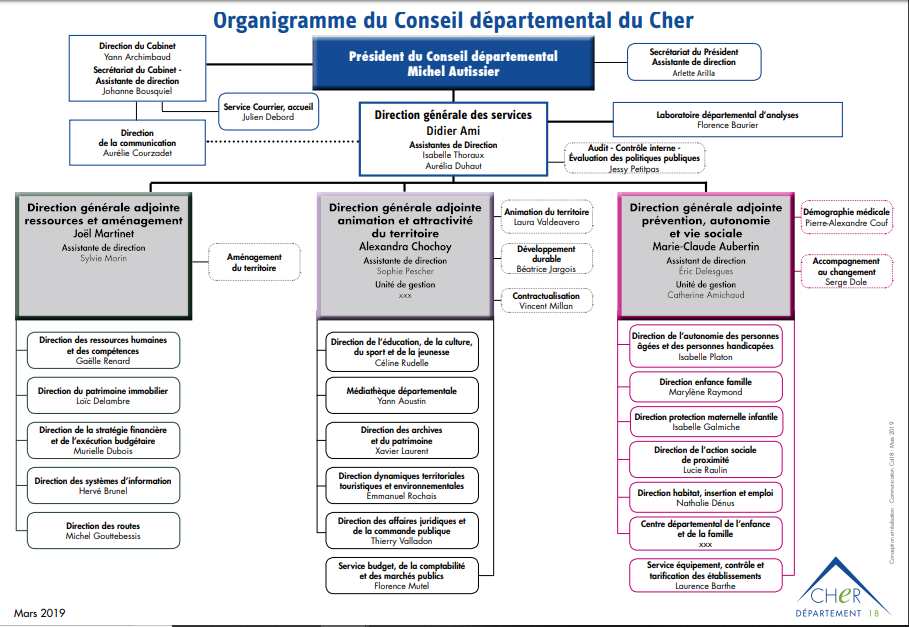 Organigramme du Conseil départemental du Cher
Direction du Cabinet
Yann Archimbaud
Secrétariat du Cabinet -
Assistante de direction
Johanne Bousquiel
Président du Conseil départemental
Michel Autissier
Secrétariat du Président
Assistante de direction
Arlette Arilla
Service Courrier, accueil
Julien Debord
Direction
de la communication
Aurélie Courzadet
Direction générale des services
Didier Ami
Assistantes de Direction
Isabelle Thoraux
Aurélia Duhaut
Laboratoire départemental d'analyses
Florence Baurier
Audit - Contrôle interne -
Évaluation des politiques publiques
Jessy Petitpas
Direction générale adjointe
ressources et aménagement
Joël Martinet
Assistante de direction
Sylvie Morin
Aménagement
du territoire
Direction des ressources humaines
et des compétences
Gaëlle Renard
Direction du patrimoine immobilier
Loïc Delambre
Direction de la stratégie financière
et de l'exécution budgétaire
Murielle Dubois
Direction des systèmes d'information
Hervé Brunel
Direction des routes
Michel Gouttebessis
Direction générale adjointe
animation et attractivité
du territoire
Alexandra Chochoy
Assistante de direction
Sophie Pescher
Unité de gestion
xxx
Animation du territoire
Laura Valdeavero
Développement
durable
Béatrice Jargois
Contractualisation
Vincent Millan
Direction de l'éducation, de la culture,
du sport et de la jeunesse
Céline Rudelle
Médiathèque départementale
Yann Aoustin
Direction des archives
et du patrimoine
Xavier Laurent
Direction dynamiques territoriales
touristiques et environnementales
Emmanuel Rochais
Direction des affaires juridiques et
de la commande publique
Thierry Valladon
Service budget, de la comptabilité
et des marchés publics
Florence Mutel
Direction générale adjointe
prévention, autonomie
et vie sociale
Marie-Claude Aubertin
Assistant de direction
Éric Delesgues
Unité de gestion
Catherine Amichaud
Démographie médicale
Pierre-Alexandre Couf
Accompagnement
au changement
Serge Dole
Direction de l'autonomie des personnes
âgées et des personnes handicapées
Isabelle Platon
Direction enfance famille
Marylène Raymond
Direction protection maternelle infantile
Isabelle Galmiche
Direction de l'action sociale
de proximité
Lucie Raulin
Direction habitat, insertion et emploi
Nathalie Dénus
Centre départemental de l'enfance
et de la famille
xxx
Service équipement, contrôle et
tarification des établissements
Laurence Barthe
Conception et réalisation : Communication Cd18 - Mars 2019
Mars 2019
CHeR
DÉPARTEMENT 18